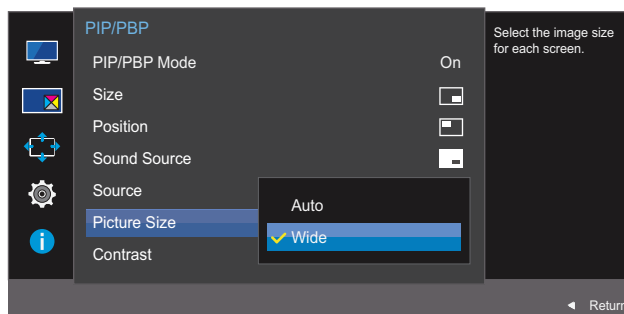 PIP/PBP
Select the image size
for each screen.
PIP/PBP Mode On
Size
Position
Sound Source
Source
Auto
Picture Size
Wide
Contrast
Return